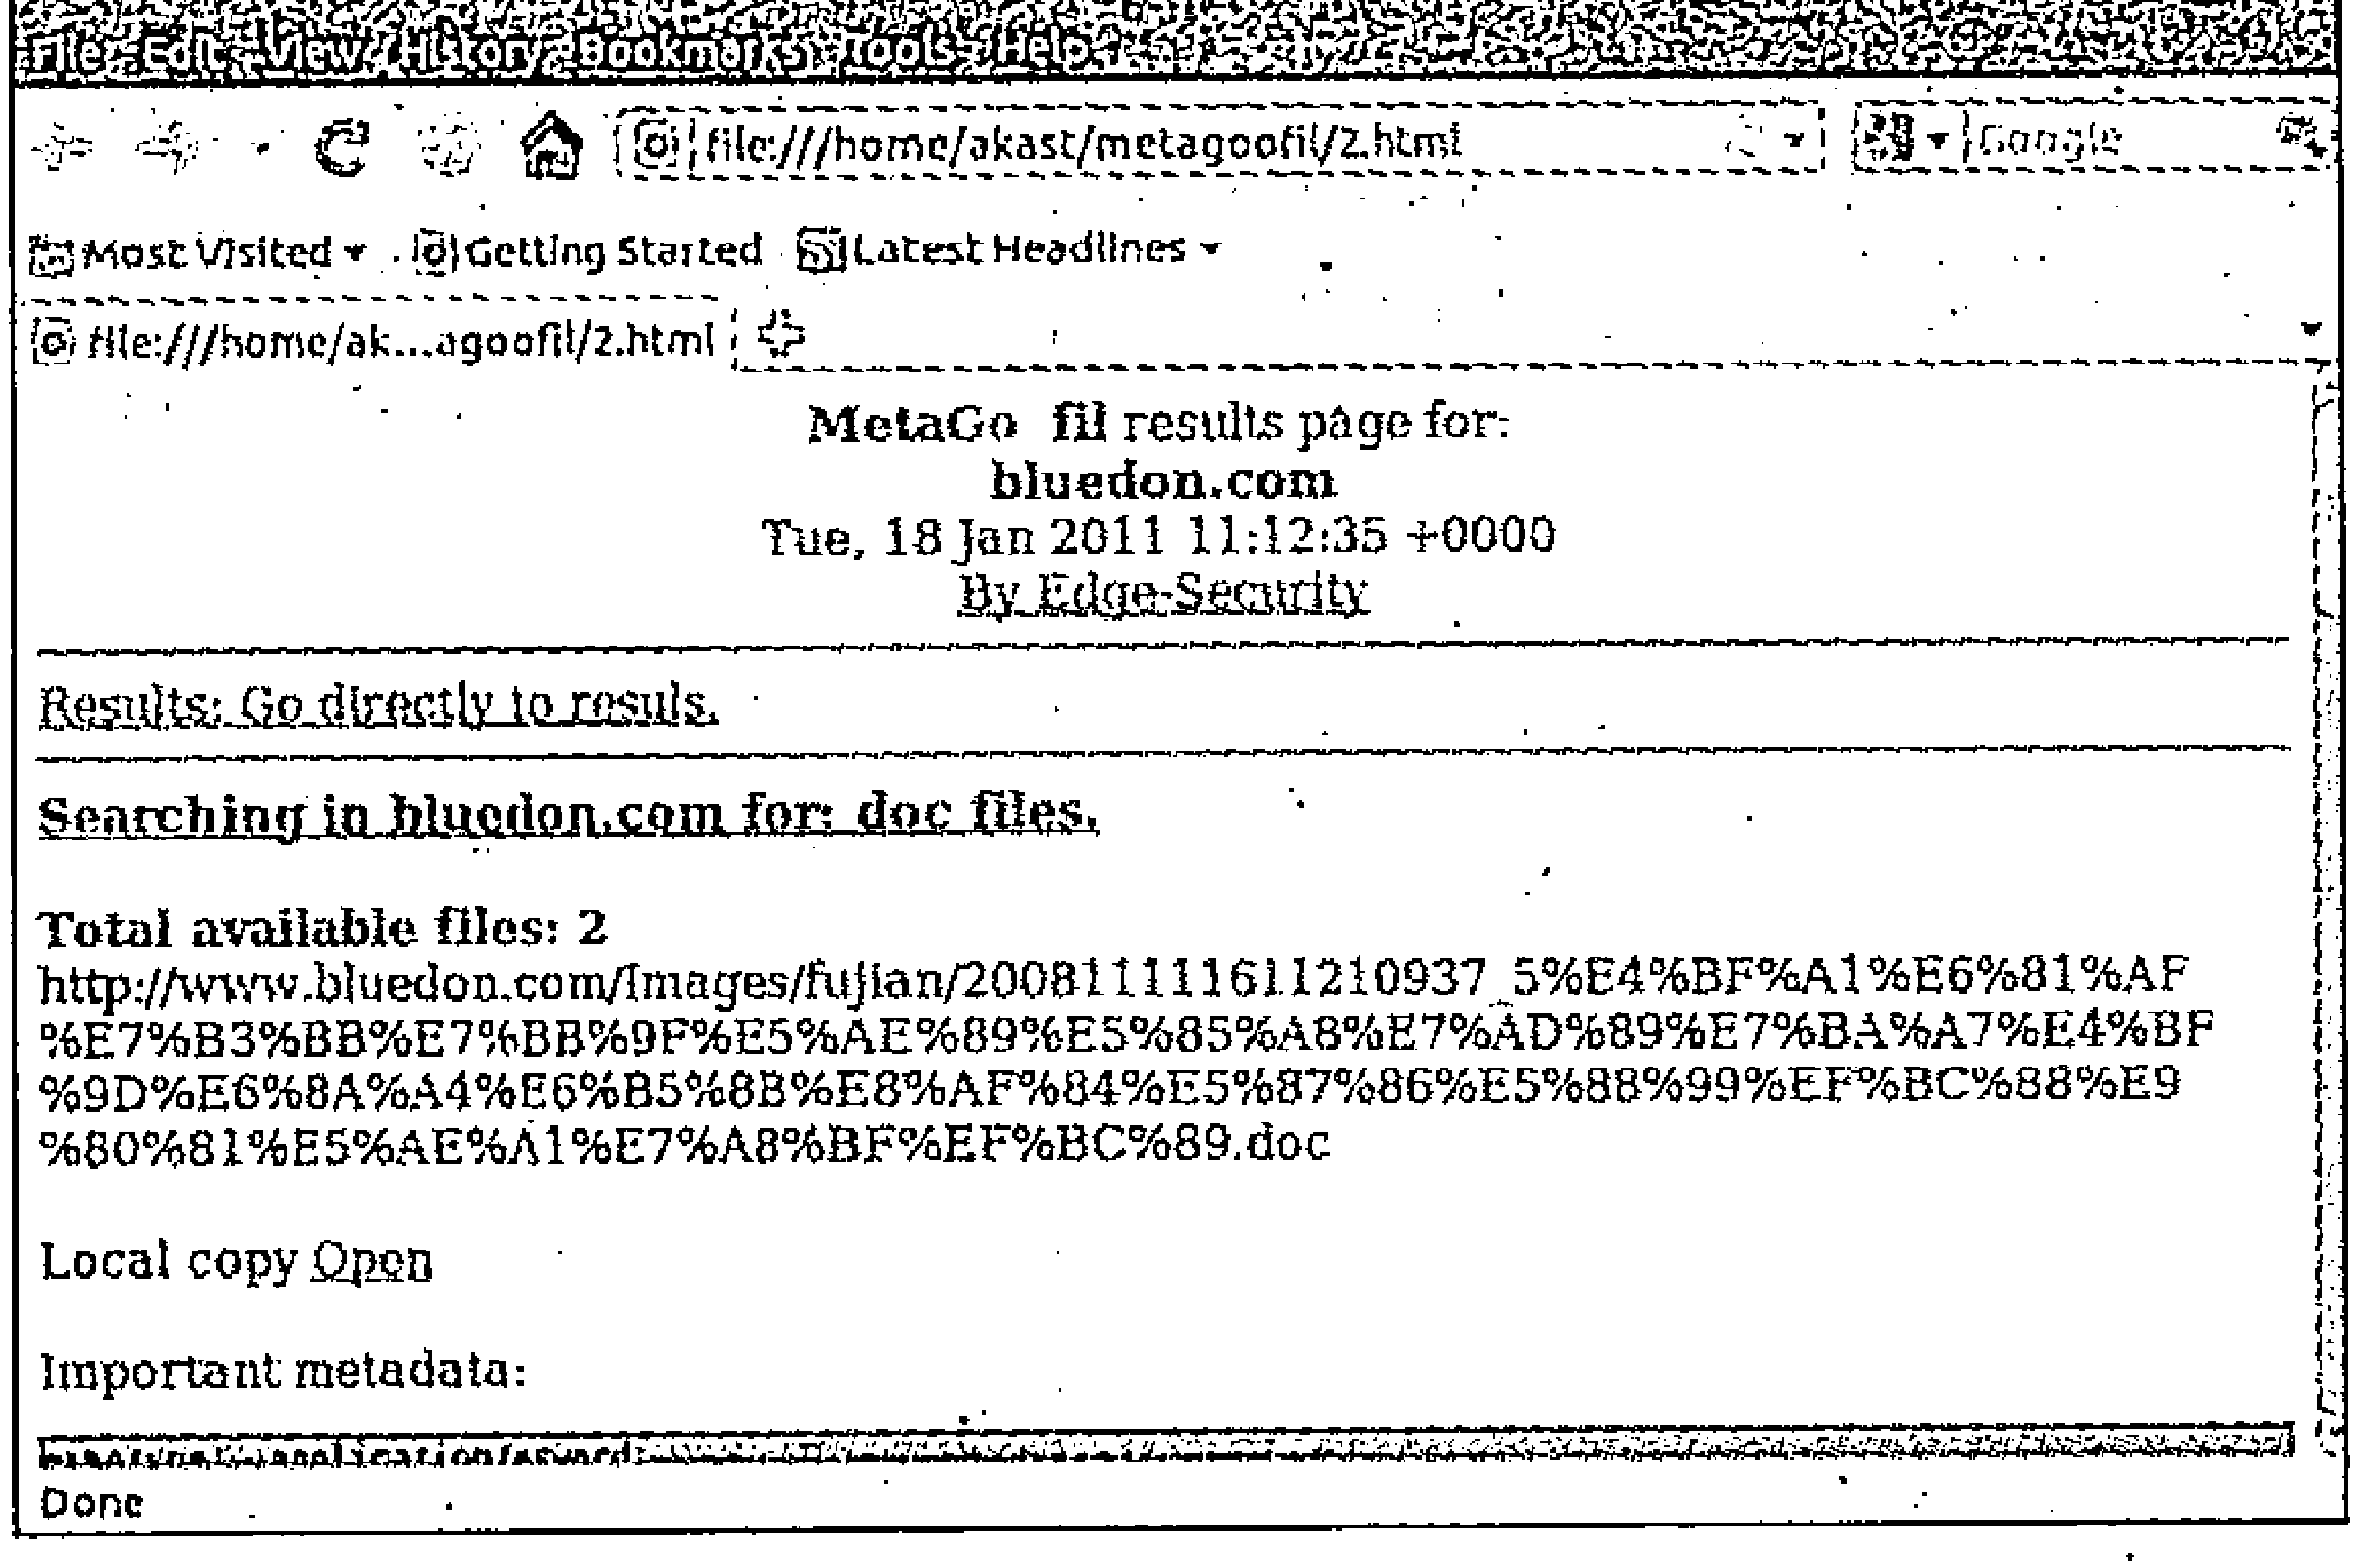 File Edit View History Bookmarks Tools Help
file:///home/akast/metagoofil/2.html Google
Most Visited Getting Started Latest Headlines
file:///home/ak...agoofil/2.html
MetaGo fil results page for:
bluedon.com
Tue, 18 Jan 2011 11:12:35 +0000
By Edge-Security
Results: Go directly to resuls.
Searching in bluedon.com for: doc files.
Total available files: 2
http://www.bluedon.com/Images/fujian/2008111111611210937_5%E4%BF%A1%E6%81%AF
%E7%B3%BB%E7%BB%9F%E5%AE%89%E5%85%A8%E7%AD%89%E7%BA%A7%E4%BF
%9D%E6%8A%A4%E6%B5%8B%E8%AF%84%E5%87%86%E5%88%99%EF%BC%88%E9
%80%81%E5%AE%A1%E7%A8%BF%EF%BC%89.doc
Local copy Open
Important metadata:
Done